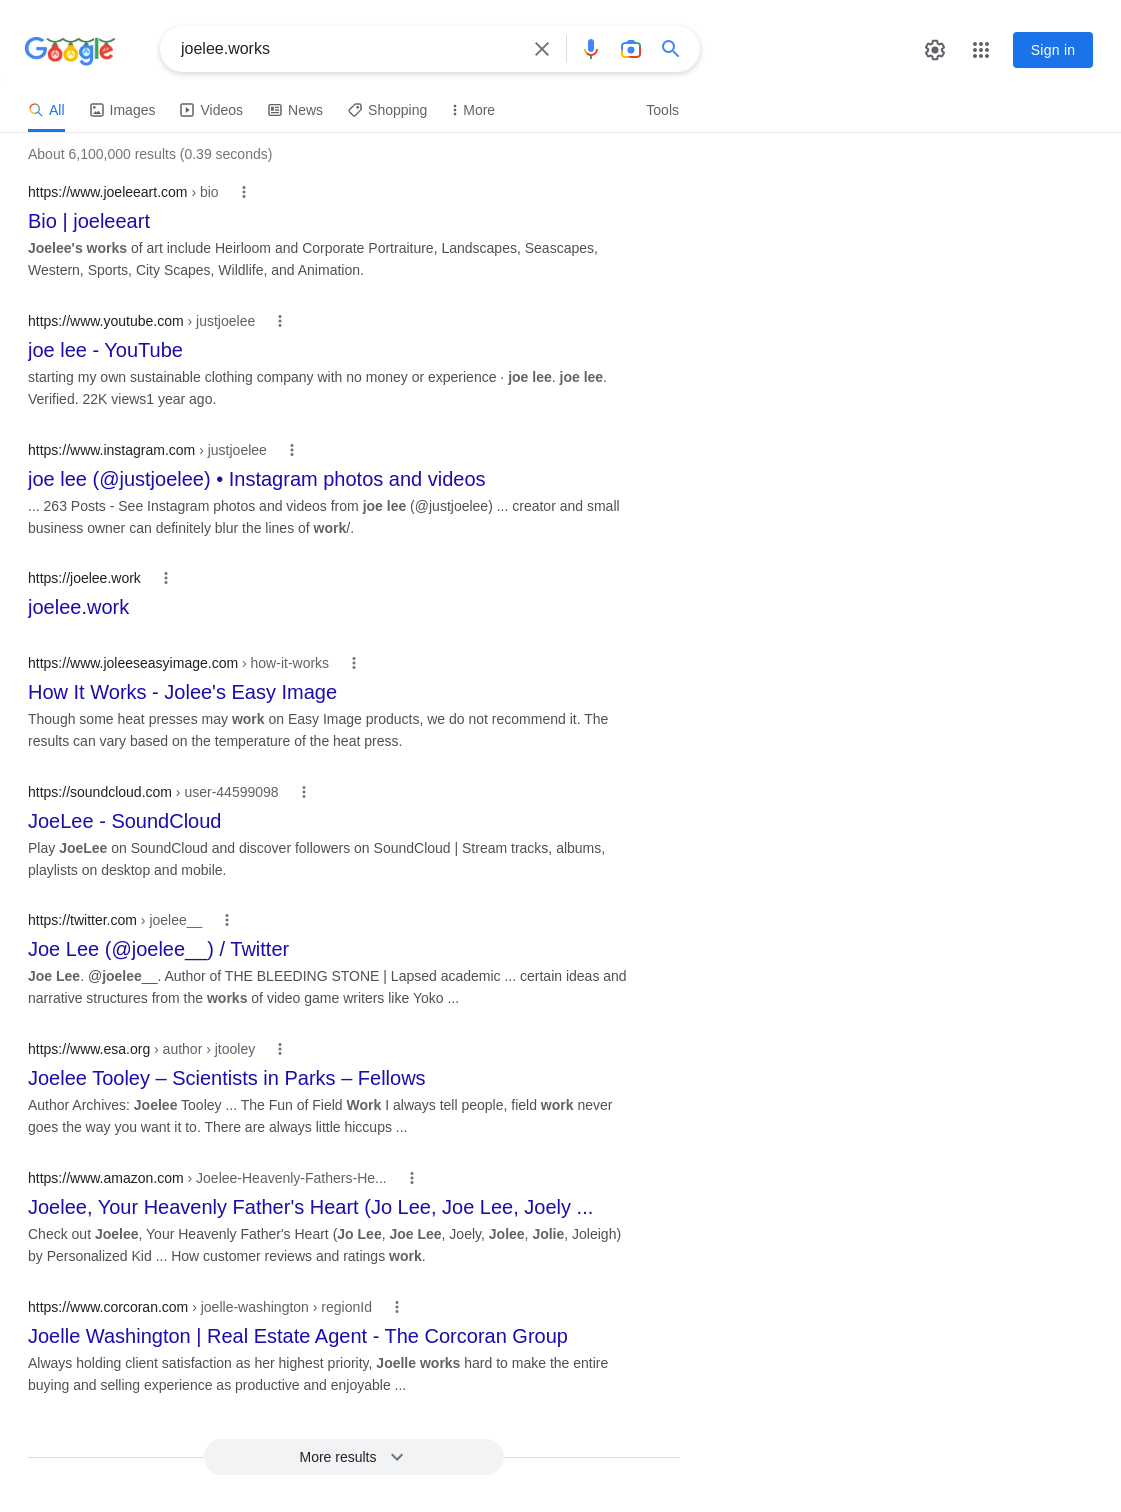 Google
joelee.works
Sign in
All Images Videos News Shopping More Tools
About 6,100,000 results (0.39 seconds)
https://www.joeleeart.com › bio
Bio | joeleeart
Joelee's works of art include Heirloom and Corporate Portraiture, Landscapes, Seascapes,
Western, Sports, City Scapes, Wildlife, and Animation.
https://www.youtube.com › justjoelee
joe lee - YouTube
starting my own sustainable clothing company with no money or experience · joe lee. joe lee.
Verified. 22K views1 year ago.
https://www.instagram.com › justjoelee
joe lee (@justjoelee) • Instagram photos and videos
... 263 Posts - See Instagram photos and videos from joe lee (@justjoelee) ... creator and small
business owner can definitely blur the lines of work/.
https://joelee.work
joelee.work
https://www.joleeseasyimage.com › how-it-works
How It Works - Jolee's Easy Image
Though some heat presses may work on Easy Image products, we do not recommend it. The
results can vary based on the temperature of the heat press.
https://soundcloud.com › user-44599098
JoeLee - SoundCloud
Play JoeLee on SoundCloud and discover followers on SoundCloud | Stream tracks, albums,
playlists on desktop and mobile.
https://twitter.com › joelee__
Joe Lee (@joelee__) / Twitter
Joe Lee. @joelee__. Author of THE BLEEDING STONE | Lapsed academic ... certain ideas and
narrative structures from the works of video game writers like Yoko ...
https://www.esa.org › author › jtooley
Joelee Tooley – Scientists in Parks – Fellows
Author Archives: Joelee Tooley ... The Fun of Field Work I always tell people, field work never
goes the way you want it to. There are always little hiccups ...
https://www.amazon.com › Joelee-Heavenly-Fathers-He...
Joelee, Your Heavenly Father's Heart (Jo Lee, Joe Lee, Joely ...
Check out Joelee, Your Heavenly Father's Heart (Jo Lee, Joe Lee, Joely, Jolee, Jolie, Joleigh)
by Personalized Kid ... How customer reviews and ratings work.
https://www.corcoran.com › joelle-washington › regionId
Joelle Washington | Real Estate Agent - The Corcoran Group
Always holding client satisfaction as her highest priority, Joelle works hard to make the entire
buying and selling experience as productive and enjoyable ...
More results